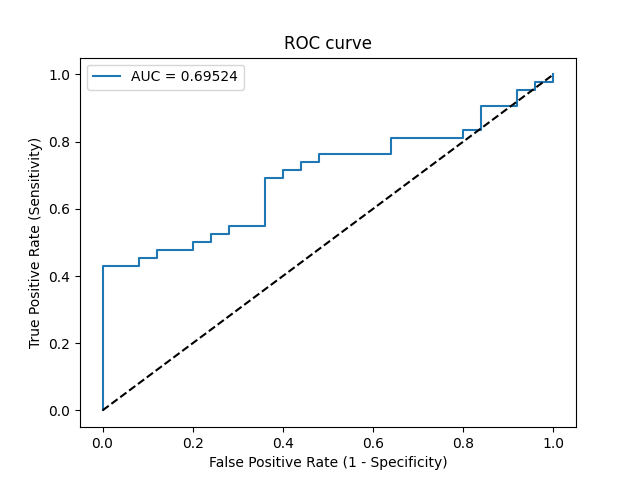 ROC curve
AUC = 0.69524
True Positive Rate (Sensitivity)
1.0
0.8
0.6
0.4
0.2
0.0
0.0 0.2 0.4 0.6 0.8 1.0
False Positive Rate (1 - Specificity)